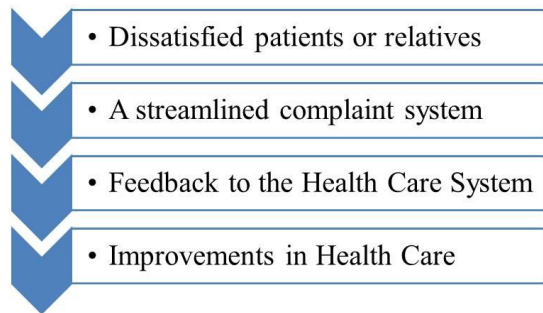 • Dissatisfied patients or relatives
• A streamlined complaint system
• Feedback to the Health Care System
• Improvements in Health Care